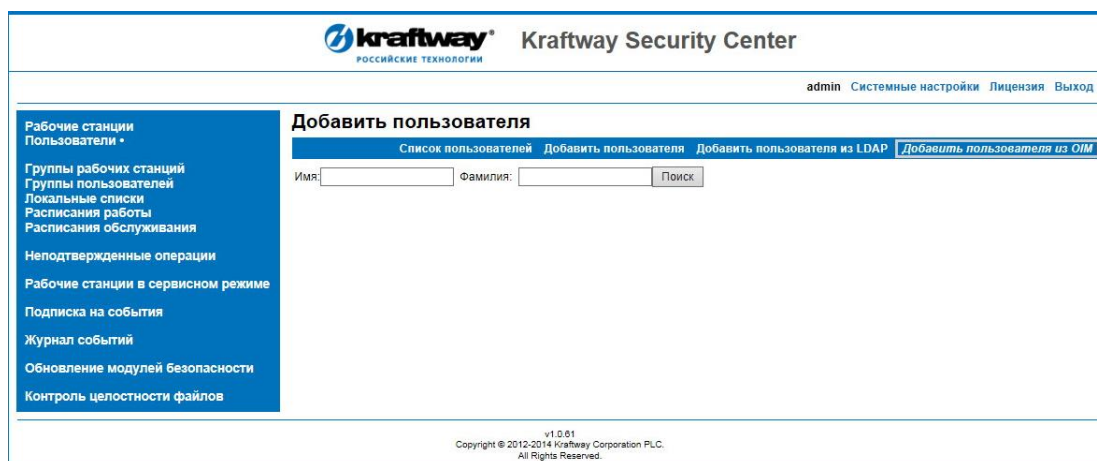 kraftway®
РОССИЙСКИЕ ТЕХНОЛОГИИ
Kraftway Security Center
admin Системные настройки Лицензия Выход
Рабочие станции
Пользователи •
Группы рабочих станций
Группы пользователей
Локальные списки
Расписания работы
Расписания обслуживания
Неподтвержденные операции
Рабочие станции в сервисном режиме
Подписка на события
Журнал событий
Обновление модулей безопасности
Контроль целостности файлов
Добавить пользователя
Список пользователей Добавить пользователя Добавить пользователя из LDAP Добавить пользователя из OIM
Имя: Фамилия: Поиск
v1.0.61
Copyright © 2012-2014 Kraftway Corporation PLC.
All Rights Reserved.